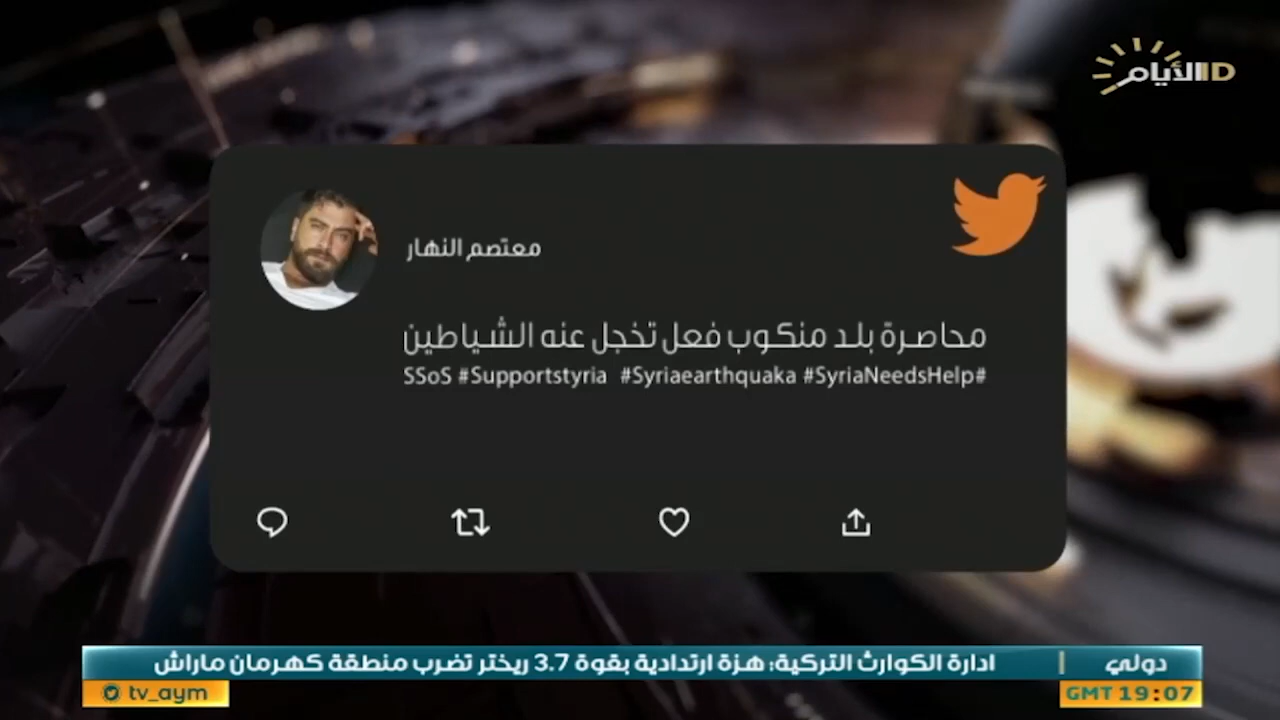 الأيام HD
معتصم النهار
محاصرة بلد منكوب فعل تخجل عنه الشياطين
SSoS #Supportstyria #Syriaearthquaka #SyriaNeedsHelp#
دولي | ادارة الكوارث التركية: هزة ارتدادية بقوة 3.7 ريختر تضرب منطقة كهرمان ماراش
tv_aym
GMT 19:07